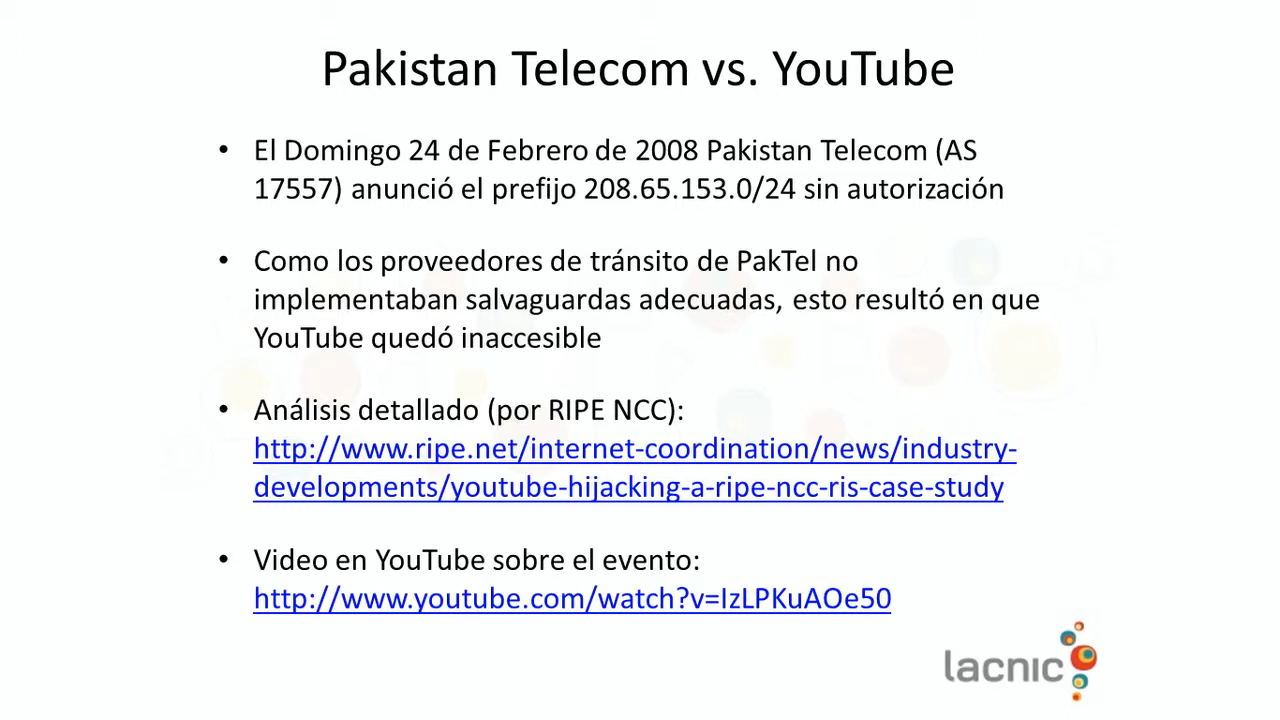 Pakistan Telecom vs. YouTube
• El Domingo 24 de Febrero de 2008 Pakistan Telecom (AS
17557) anunció el prefijo 208.65.153.0/24 sin autorización
• Como los proveedores de tránsito de PakTel no
implementaban salvaguardas adecuadas, esto resultó en que
YouTube quedó inaccesible
• Análisis detallado (por RIPE NCC):
http://www.ripe.net/internet-coordination/news/industry-
developments/youtube-hijacking-a-ripe-ncc-ris-case-study
• Video en YouTube sobre el evento:
http://www.youtube.com/watch?v=IzLPKuAOe50
lacnic